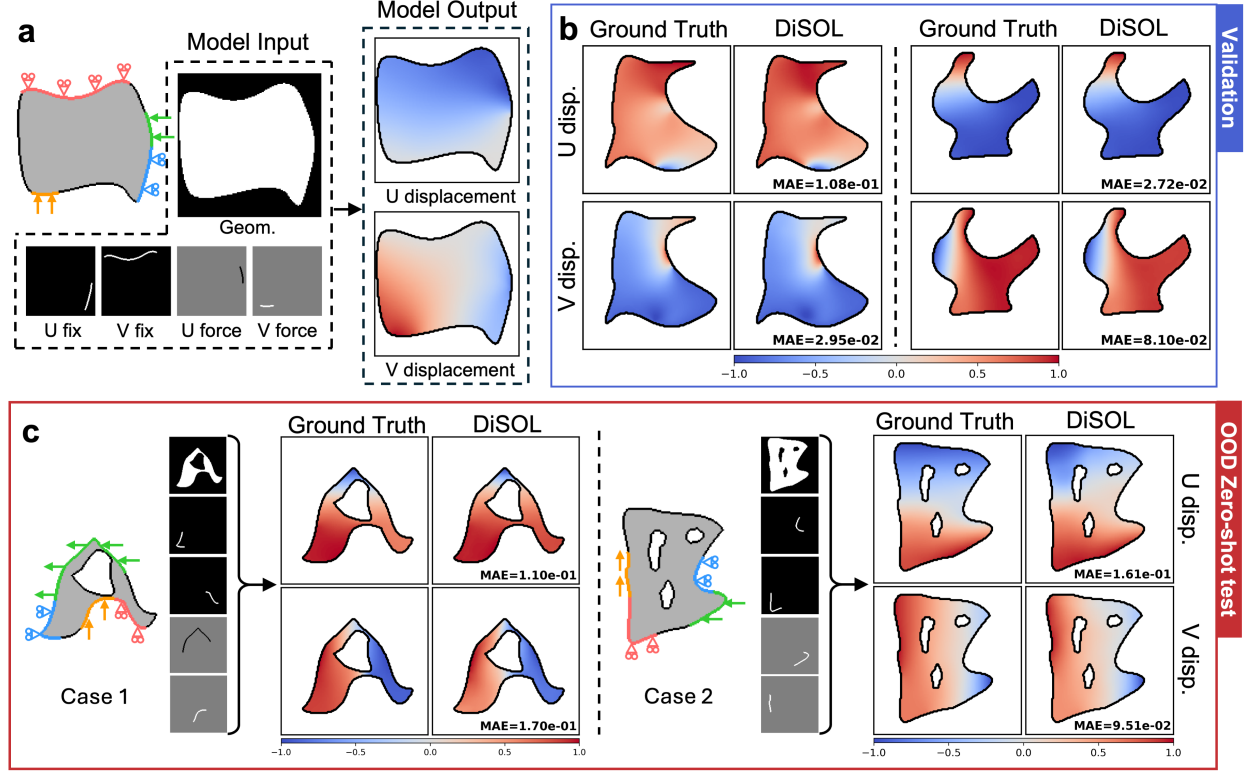 a
Model Input
Geom.
U fix
V fix
U force
V force
Model Output
U displacement
V displacement
b
Ground Truth
DiSOL
Ground Truth
DiSOL
Validation
U disp.
MAE=1.08e-01
MAE=2.72e-02
V disp.
MAE=2.95e-02
MAE=8.10e-02
−1.0
−0.5
0.0
0.5
1.0
c
Ground Truth
DiSOL
Ground Truth
DiSOL
OOD Zero-shot test
MAE=1.10e-01
MAE=1.61e-01
U disp.
Case 1
MAE=1.70e-01
Case 2
MAE=9.51e-02
V disp.
−1.0
−0.5
0.0
0.5
1.0
−1.0
−0.5
0.0
0.5
1.0